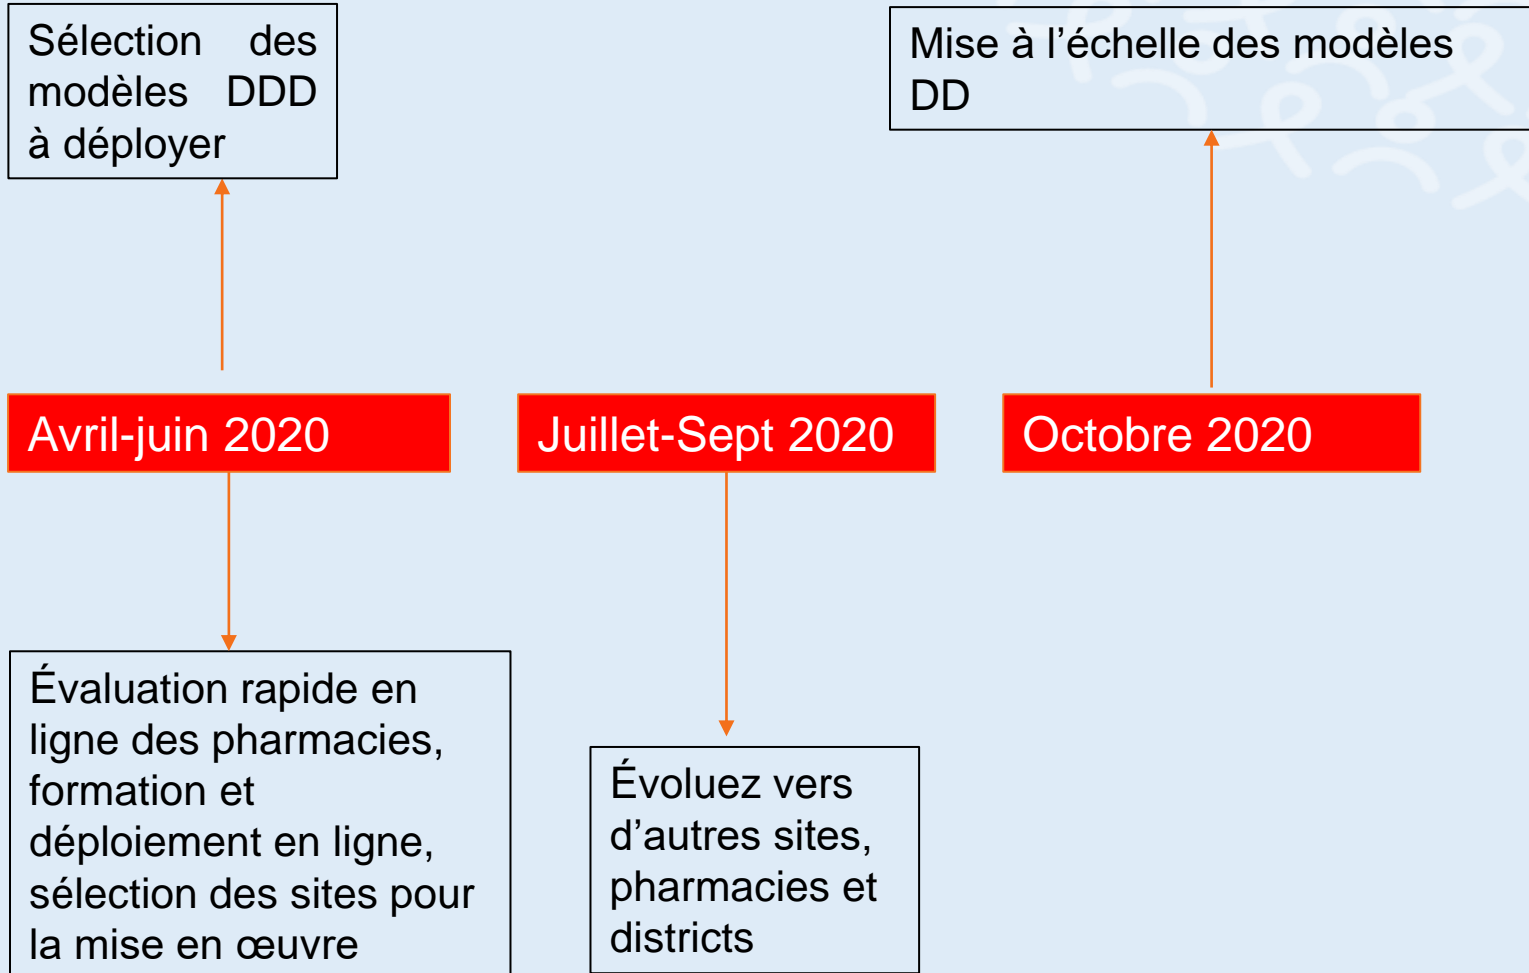 Sélection des
modèles DDD
à déployer
Mise à l’échelle des modèles
DD
Avril-juin 2020
Juillet-Sept 2020
Octobre 2020
Évaluation rapide en
ligne des pharmacies,
formation et
déploiement en ligne,
sélection des sites pour
la mise en œuvre
Évoluez vers
d’autres sites,
pharmacies et
districts